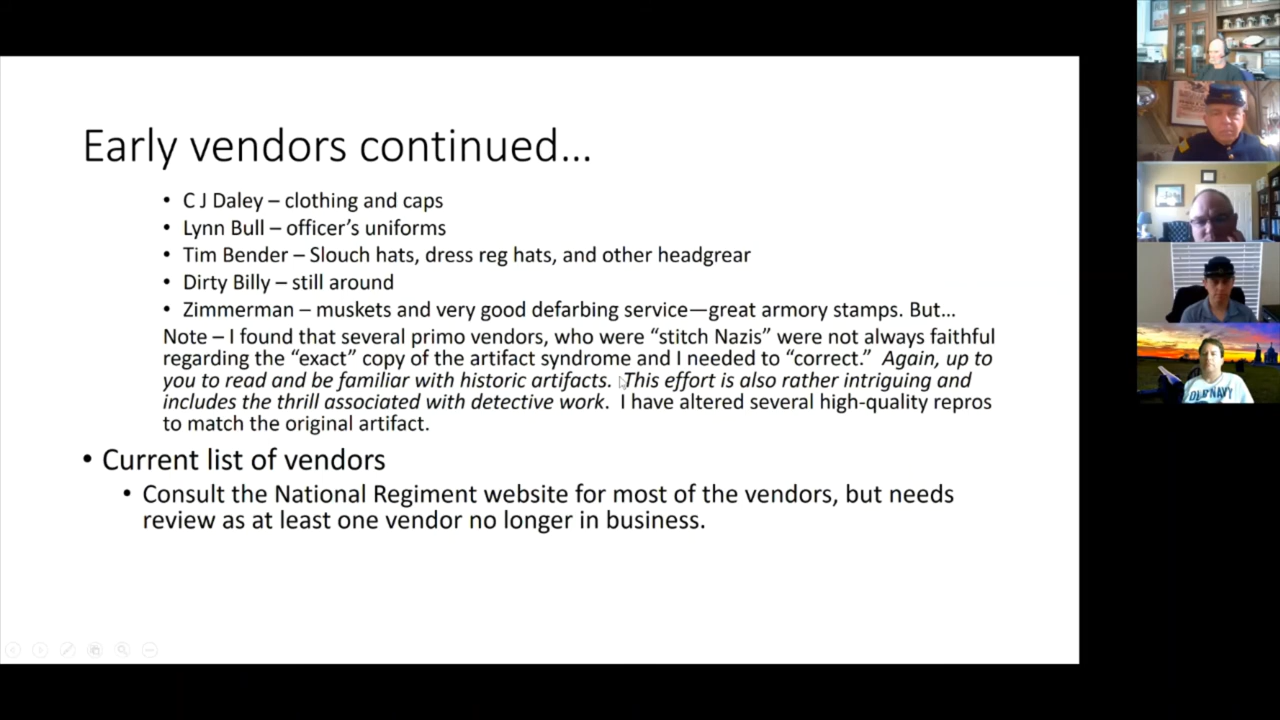 Early vendors continued…
• C J Daley – clothing and caps
• Lynn Bull – officer’s uniforms
• Tim Bender – Slouch hats, dress reg hats, and other headgear
• Dirty Billy – still around
• Zimmerman – muskets and very good defarbing service—great armory stamps. But…
Note – I found that several primo vendors, who were “stitch Nazis” were not always faithful
regarding the “exact” copy of the artifact syndrome and I needed to “correct.” Again, up to
you to read and be familiar with historic artifacts. This effort is also rather intriguing and
includes the thrill associated with detective work. I have altered several high-quality repros
to match the original artifact.
• Current list of vendors
• Consult the National Regiment website for most of the vendors, but needs
review as at least one vendor no longer in business.
OLD NAVY